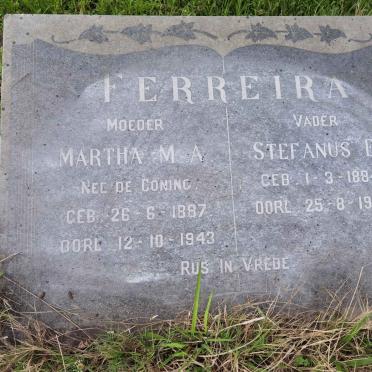 FERREIRA
MOEDER
MARTHA M. A.
NEE DE CONING
GEB. 26-6-1887
OORL. 12-10-1943
VADER
STEFANUS
GEB. 1-3-188
OORL. 25-8-19
RUS IN VREDE